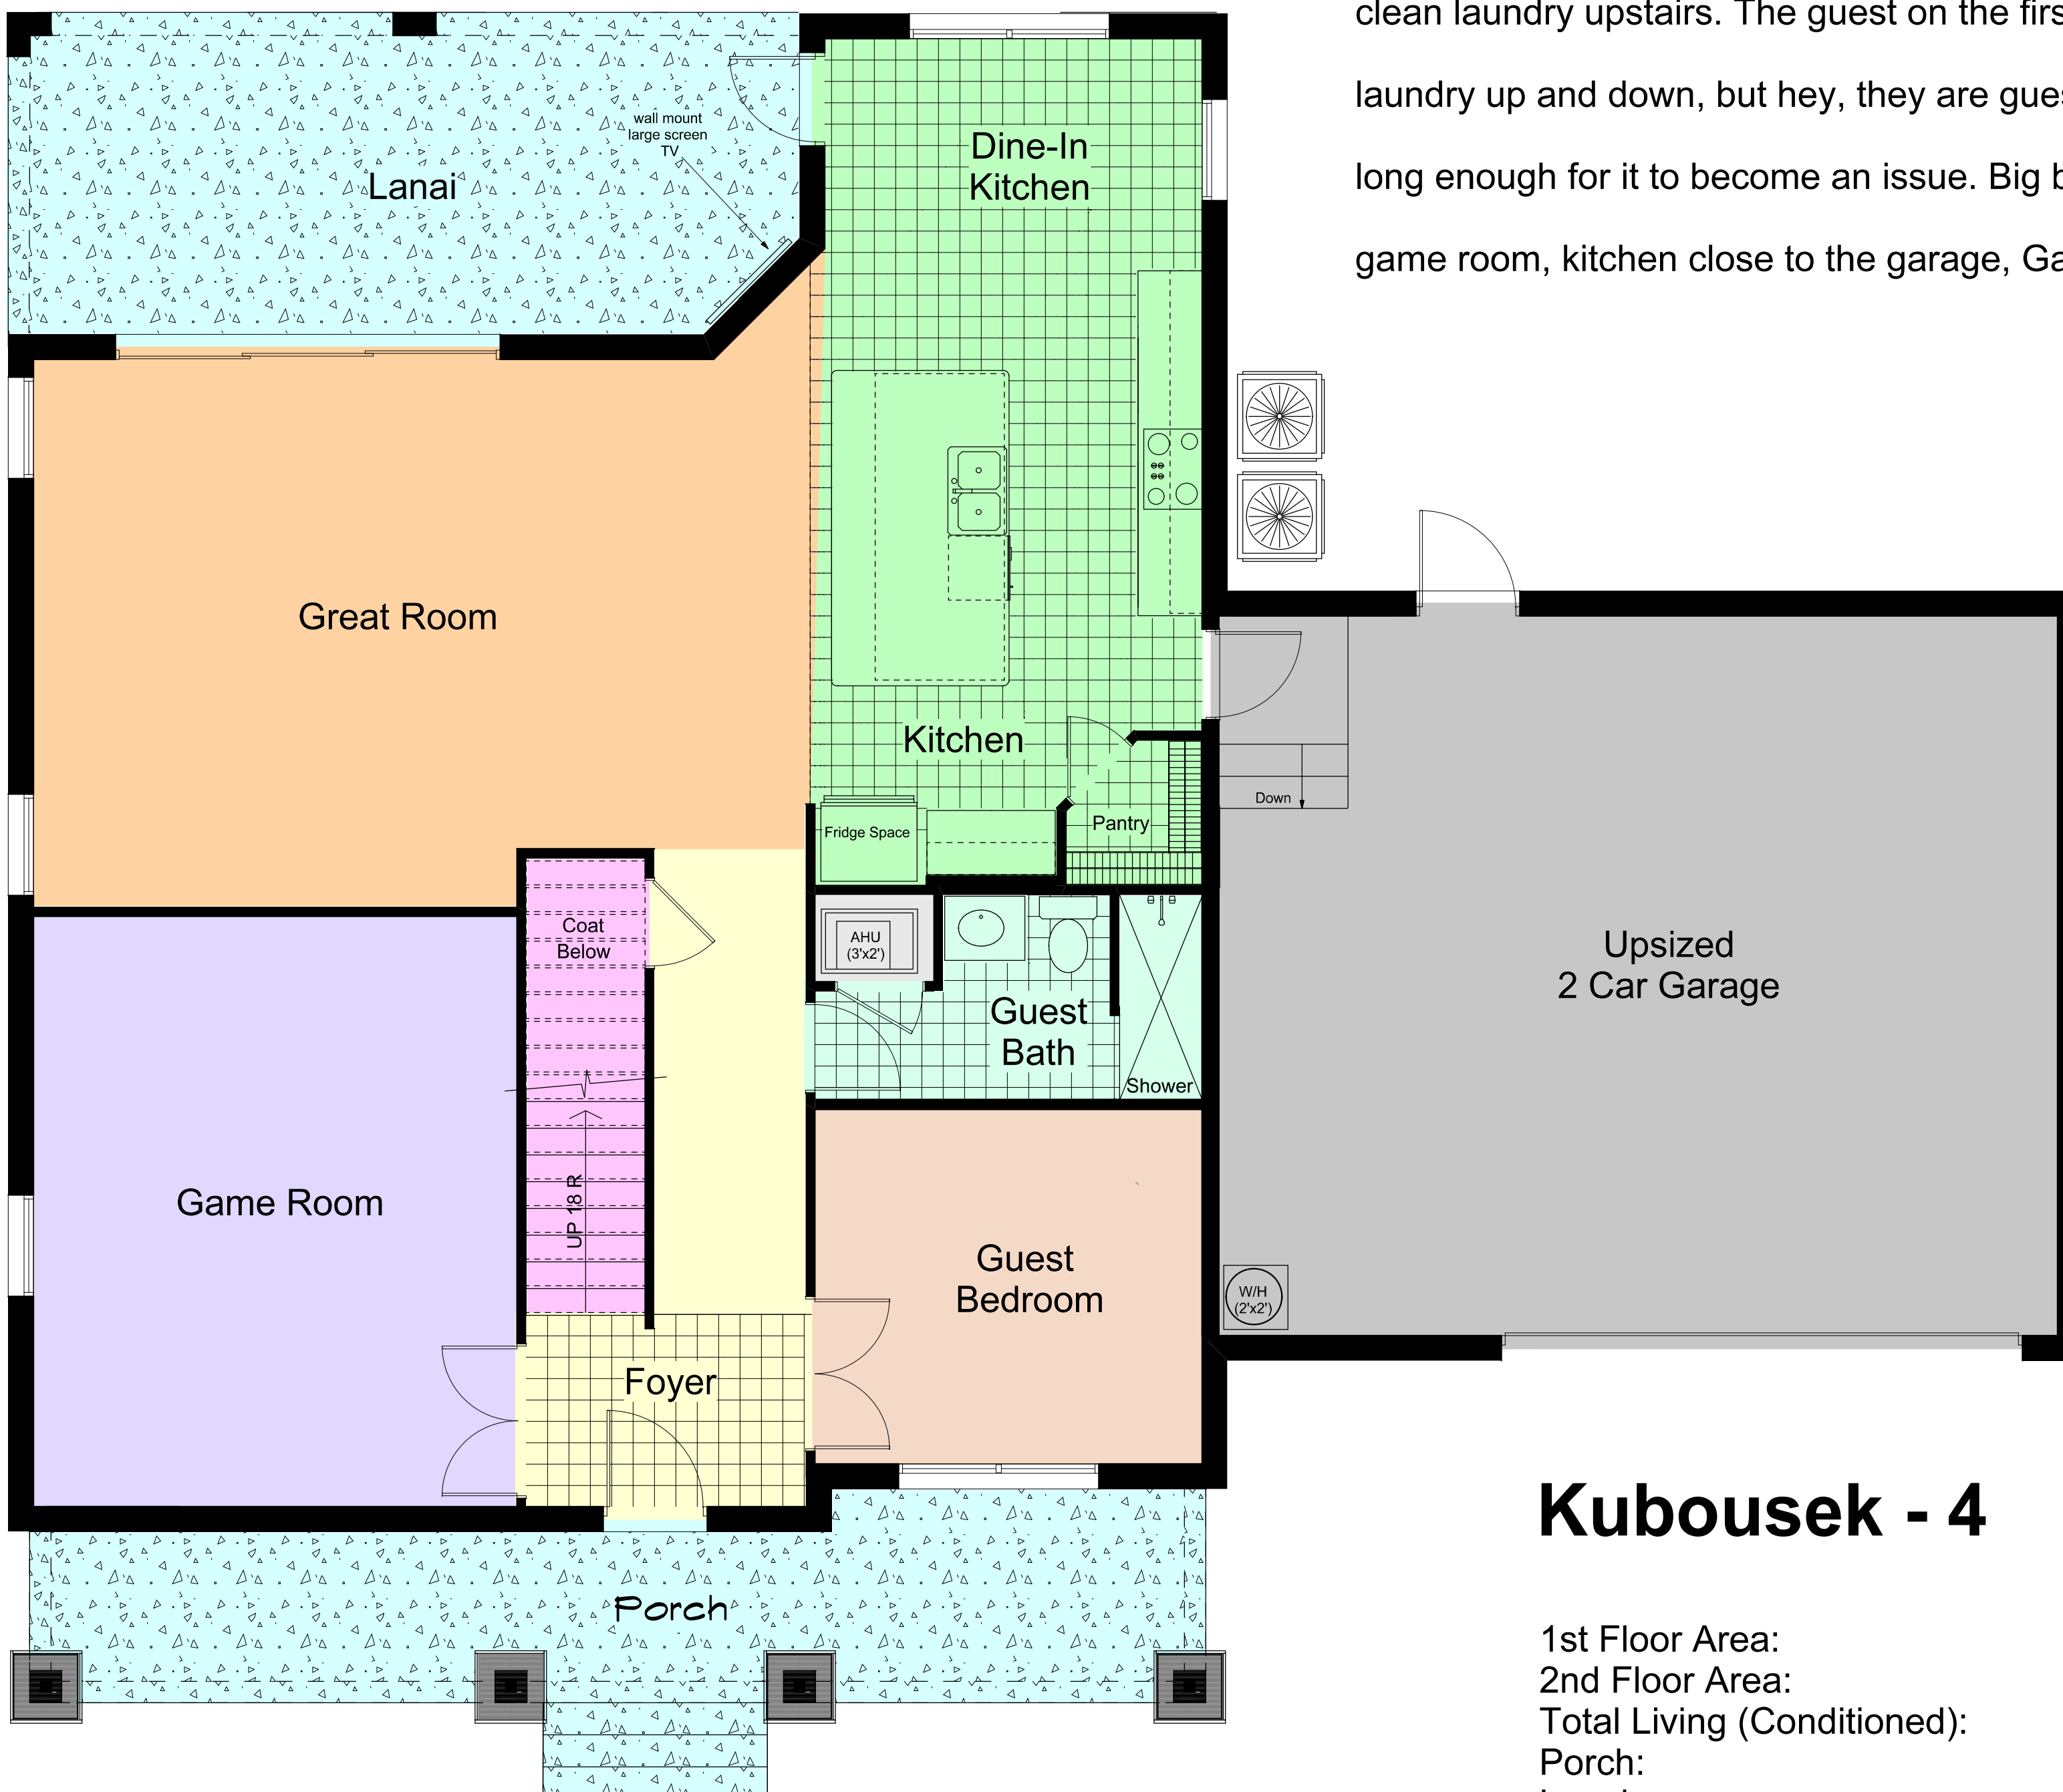 clean laundry upstairs. The guest on the firs
laundry up and down, but hey, they are gues
long enough for it to become an issue. Big b
game room, kitchen close to the garage, Ga
wall mount
large screen
TV
Lanai
Dine-In
Kitchen
Great Room
Kitchen
Fridge Space
Pantry
Down
Coat
Below
AHU
(3'x2')
Guest
Bath
Shower
Upsized
2 Car Garage
Game Room
UP 18 R
Guest
Bedroom
W/H
(2'x2')
Foyer
Porch
Kubousek - 4
1st Floor Area:
2nd Floor Area:
Total Living (Conditioned):
Porch: